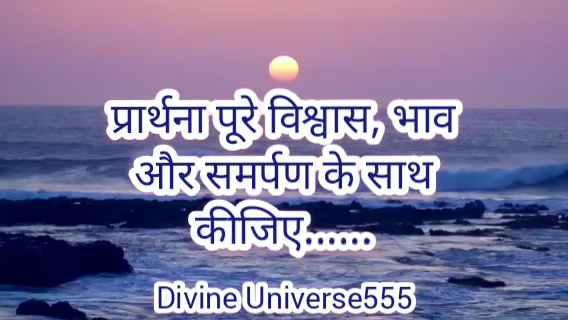 प्रार्थना पूरे विश्वास, भाव
और समर्पण के साथ
कीजिए......
Divine Universe555